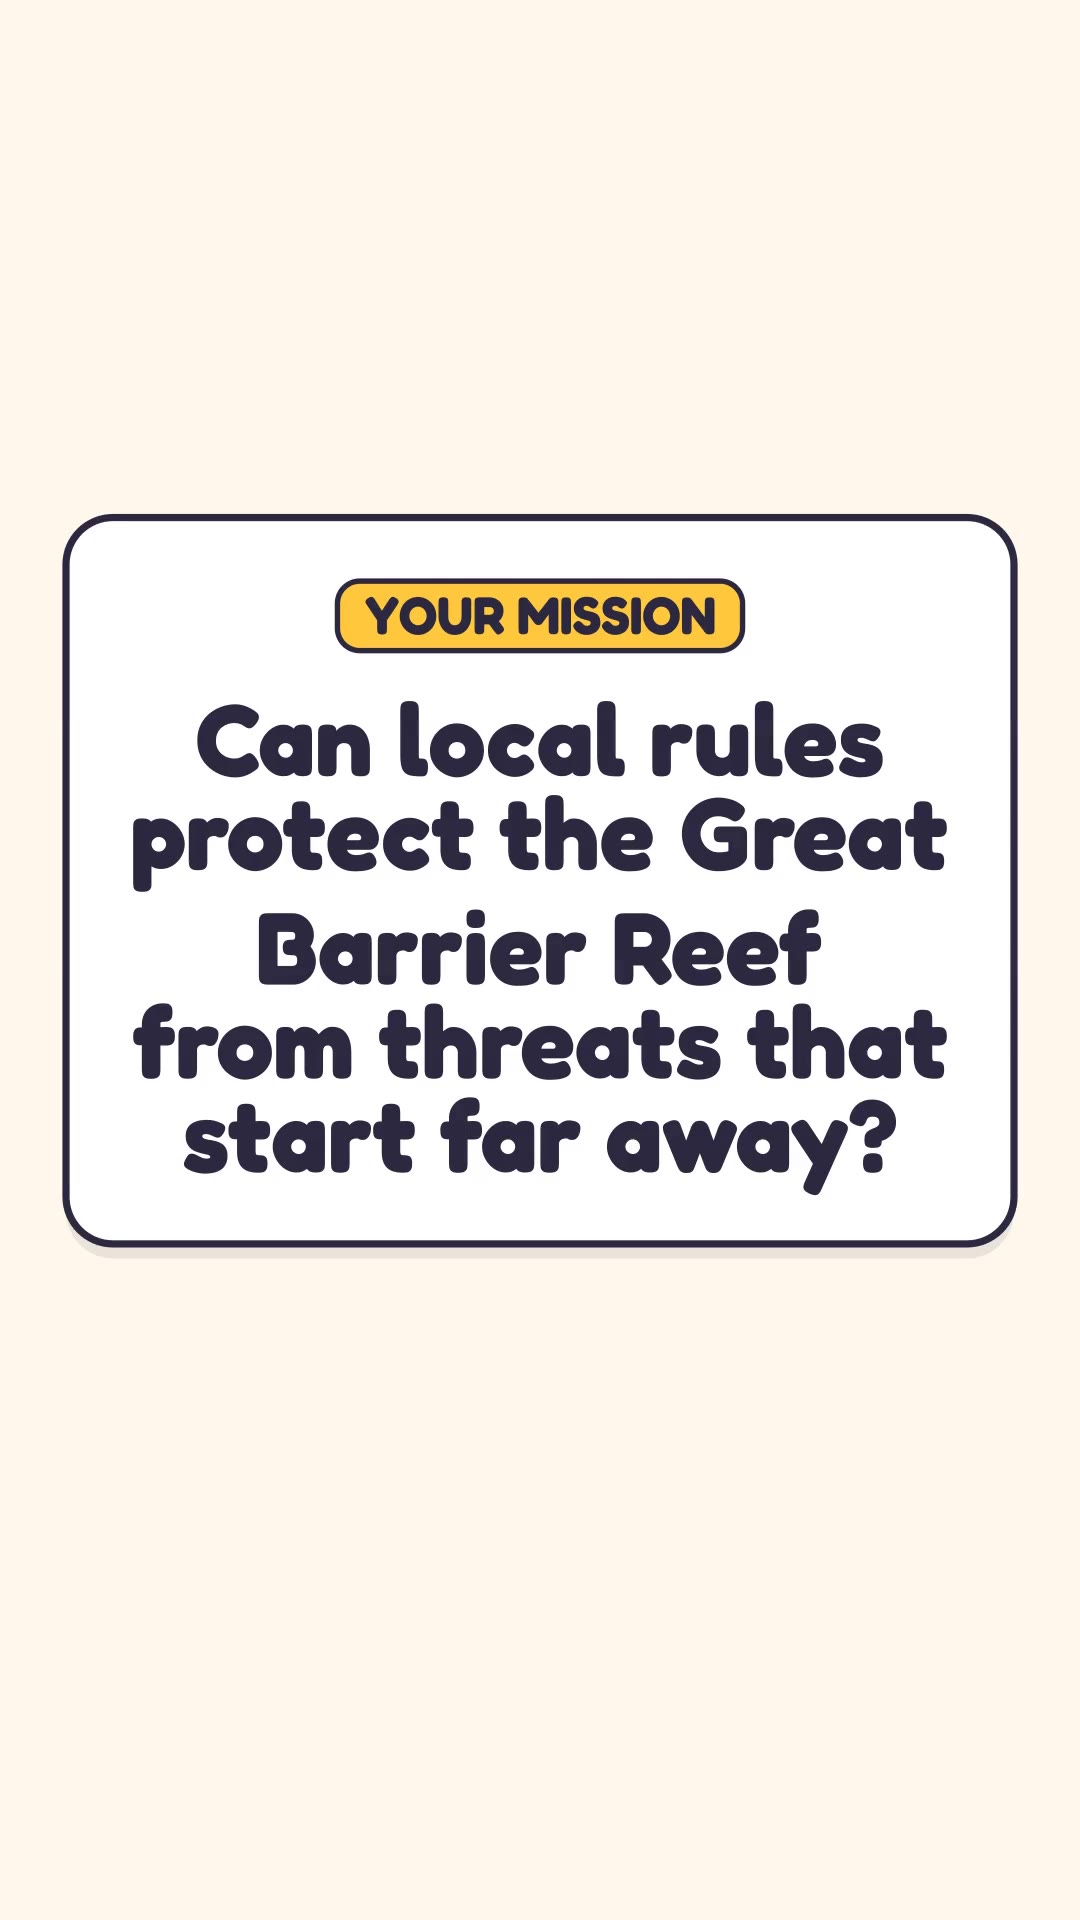 YOUR MISSION
Can local rules
protect the Great
Barrier Reef
from threats that
start far away?